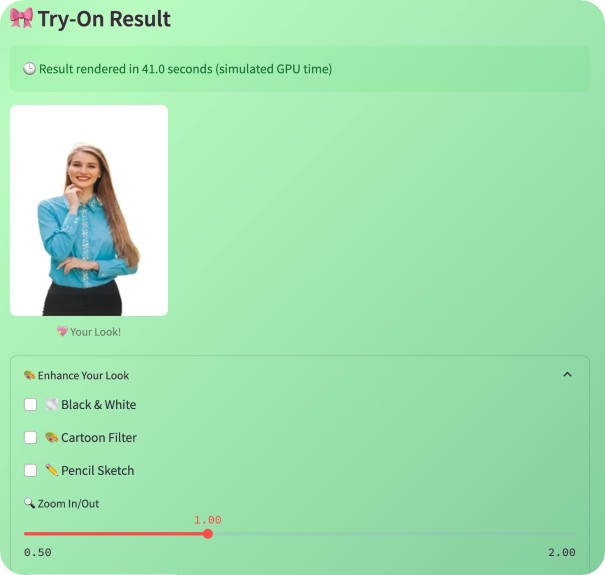 🎀 Try-On Result
🕒 Result rendered in 41.0 seconds (simulated GPU time)
💖 Your Look!
🎨 Enhance Your Look
Black & White
🎨 Cartoon Filter
✏️ Pencil Sketch
🔍 Zoom In/Out
1.00
0.50 2.00